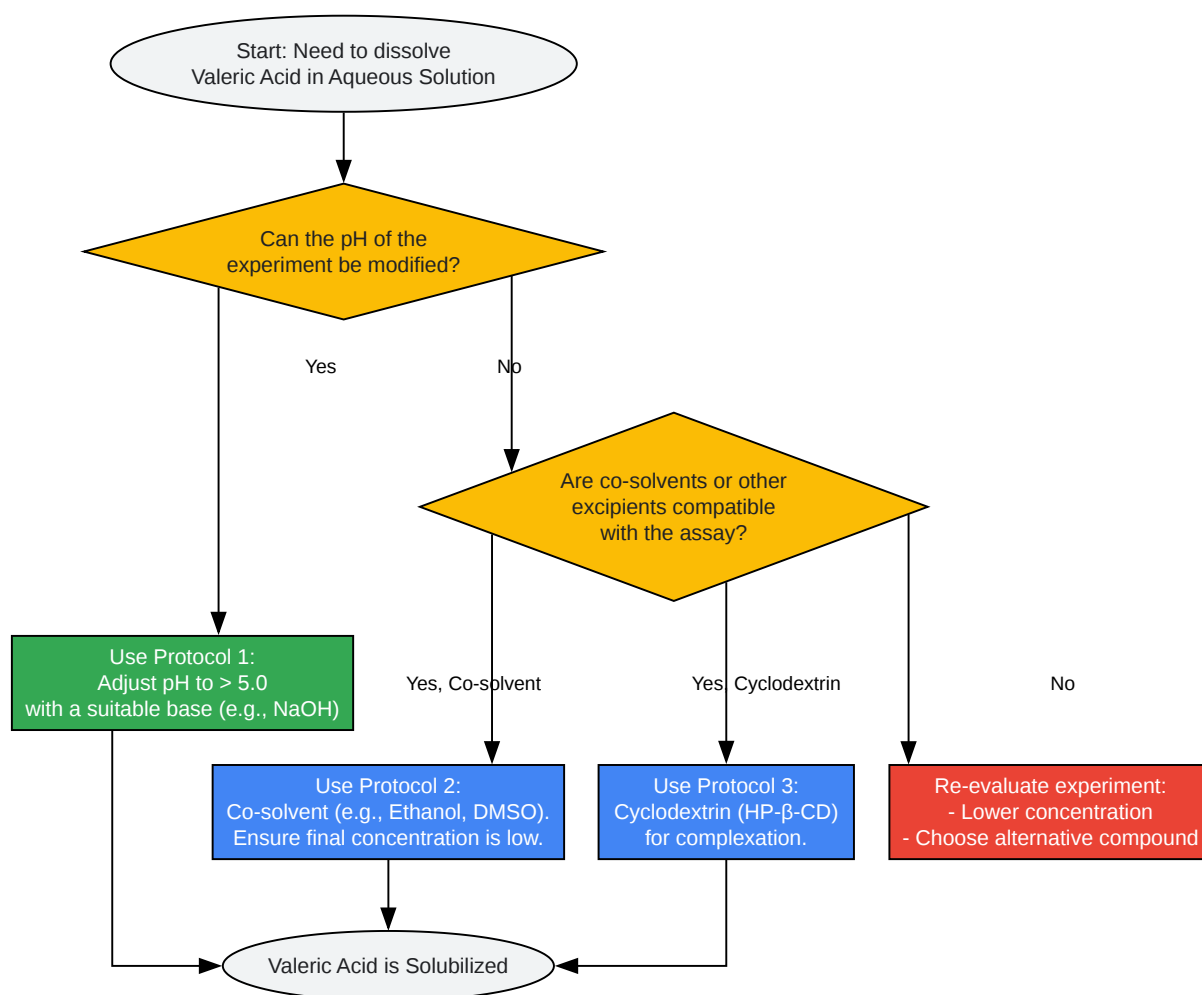 Start: Need to dissolve
Valeric Acid in Aqueous Solution
Can the pH of the
experiment be modified?
Yes
No
Are co-solvents or other
excipients compatible
with the assay?
Use Protocol 1:
Adjust pH to > 5.0
with a suitable base (e.g., NaOH)
Yes, Co-solvent
Yes, Cyclodextrin
No
Use Protocol 2:
Co-solvent (e.g., Ethanol, DMSO).
Ensure final concentration is low.
Use Protocol 3:
Cyclodextrin (HP-β-CD)
for complexation.
Re-evaluate experiment:
- Lower concentration
- Choose alternative compound
Valeric Acid is Solubilized